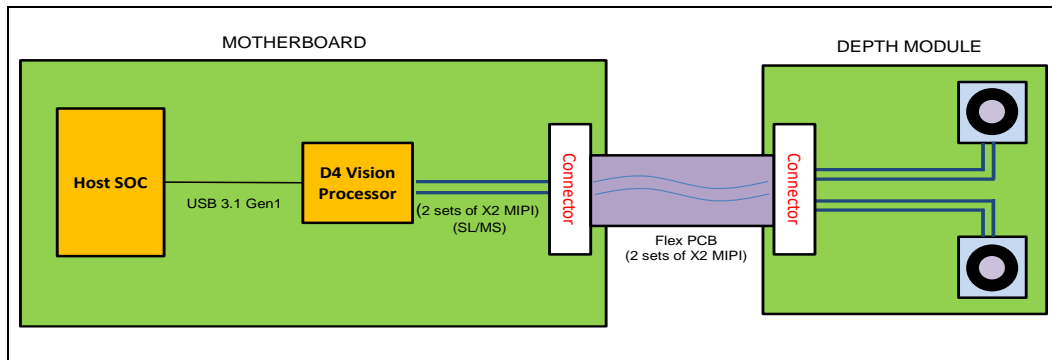 MOTHERBOARD
DEPTH MODULE
Host SOC
USB 3.1 Gen1
D4 Vision
Processor
(2 sets of X2 MIPI)
(SL/MS)
Connector
Flex PCB
(2 sets of X2 MIPI)
Connector